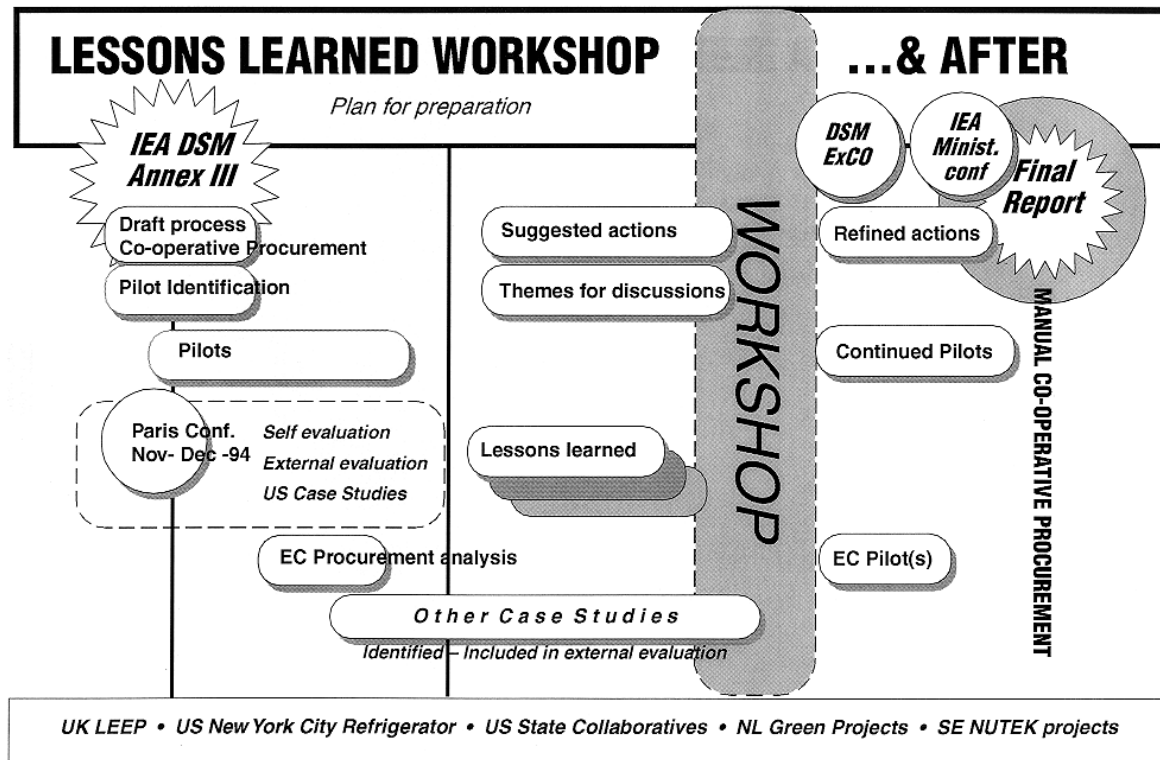 LESSONS LEARNED WORKSHOP
...& AFTER
Plan for preparation
IEA DSM
Annex III
DSM
ExCO
IEA
Minist.
conf
Final
Report
Draft process
Co-operative Procurement
Suggested actions
Refined actions
Pilot Identification
Themes for discussions
Pilots
Continued Pilots
WORKSHOP
MANUAL CO-OPERATIVE PROCUREMENT
Paris Conf.
Nov- Dec -94
Self evaluation
External evaluation
US Case Studies
Lessons learned
EC Procurement analysis
EC Pilot(s)
Other Case Studies
Identified – Included in external evaluation
UK LEEP • US New York City Refrigerator • US State Collaboratives • NL Green Projects • SE NUTEK projects